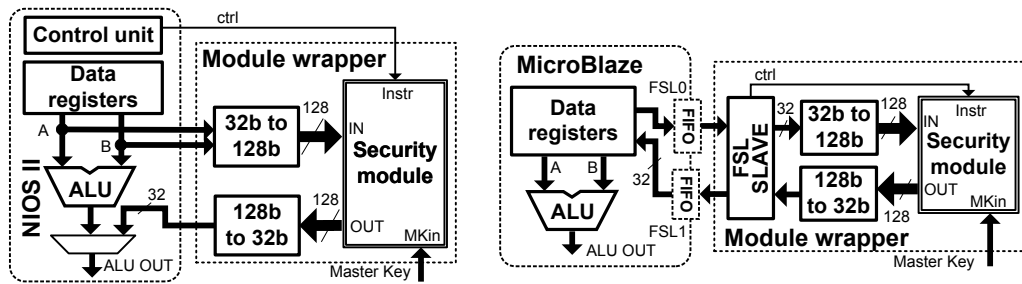 ctrl
Control unit
Module wrapper
Data
registers
Instr
128
A
B
32b to
128b
IN
Security
module
NIOS II
ALU
32
128b
to 32b
128
OUT
MKin
ALU OUT
Master Key
MicroBlaze
FSL0
ctrl
Data
registers
FIFO
FSL
SLAVE
32
32b to
128b
128
Instr
IN
Security
module
A
B
32
ALU
FIFO
FSL1
128b
to 32b
128
OUT
MKin
ALU OUT
Module wrapper
Master Key